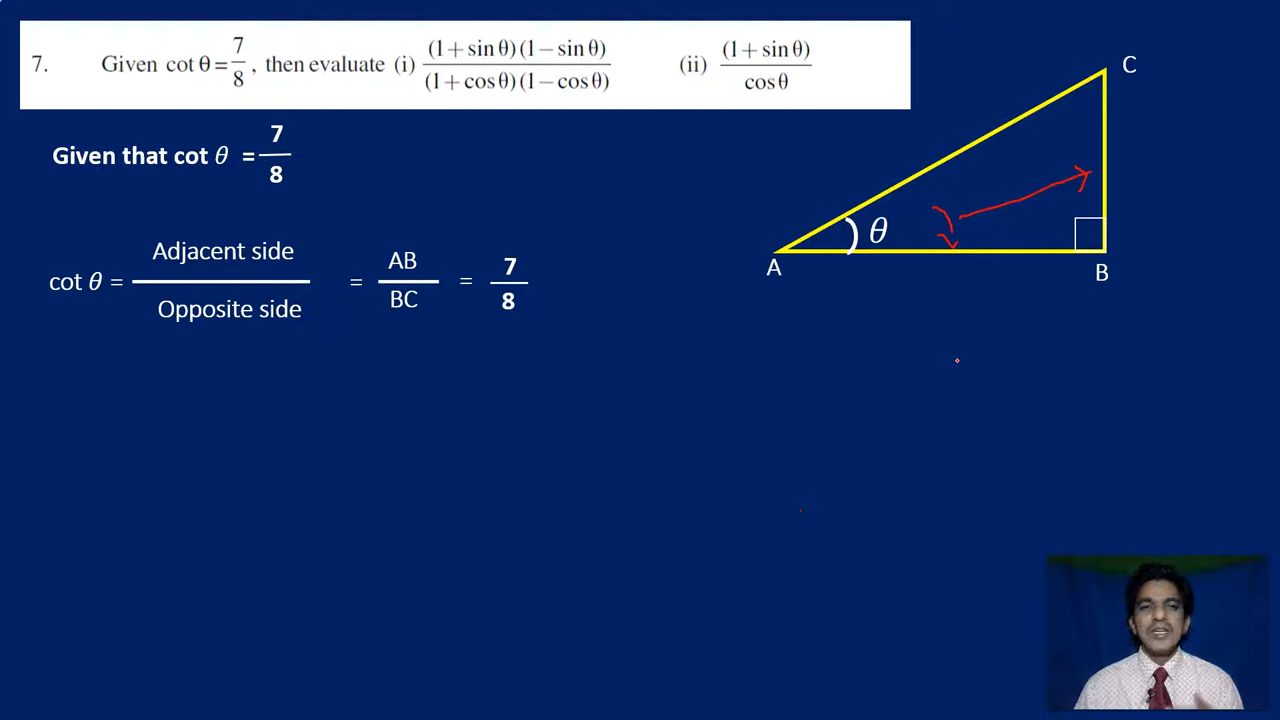 7. Given cot θ = 7/8, then evaluate (i) (1+sin θ)(1−sin θ)/(1+cos θ)(1−cos θ) (ii) (1+sin θ)/cos θ
Given that cot θ = 7/8
cot θ = Adjacent side/Opposite side = AB/BC = 7/8
C
θ
A
B